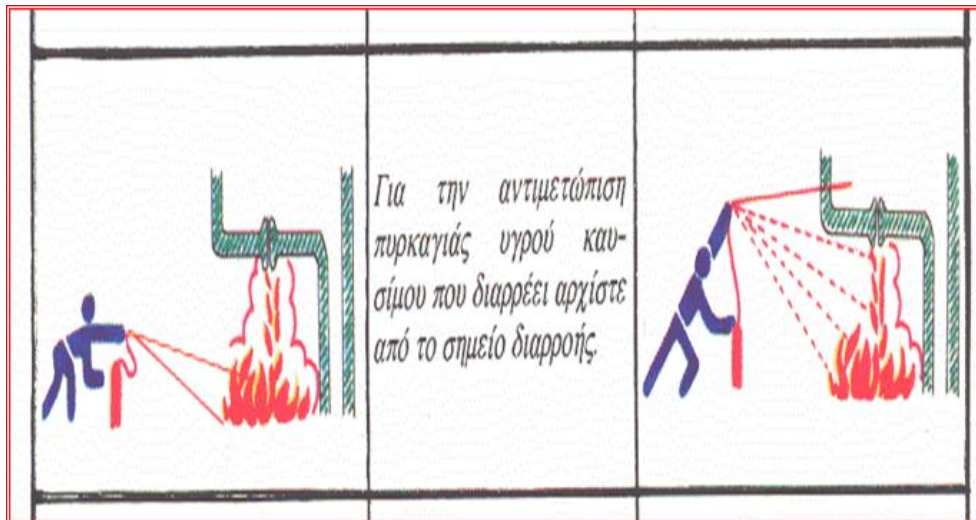 Για την αντιμετώπιση
πυρκαγιάς υγρού καυ-
σίμου που διαρρέει αρχίστε
από το σημείο διαρροής.